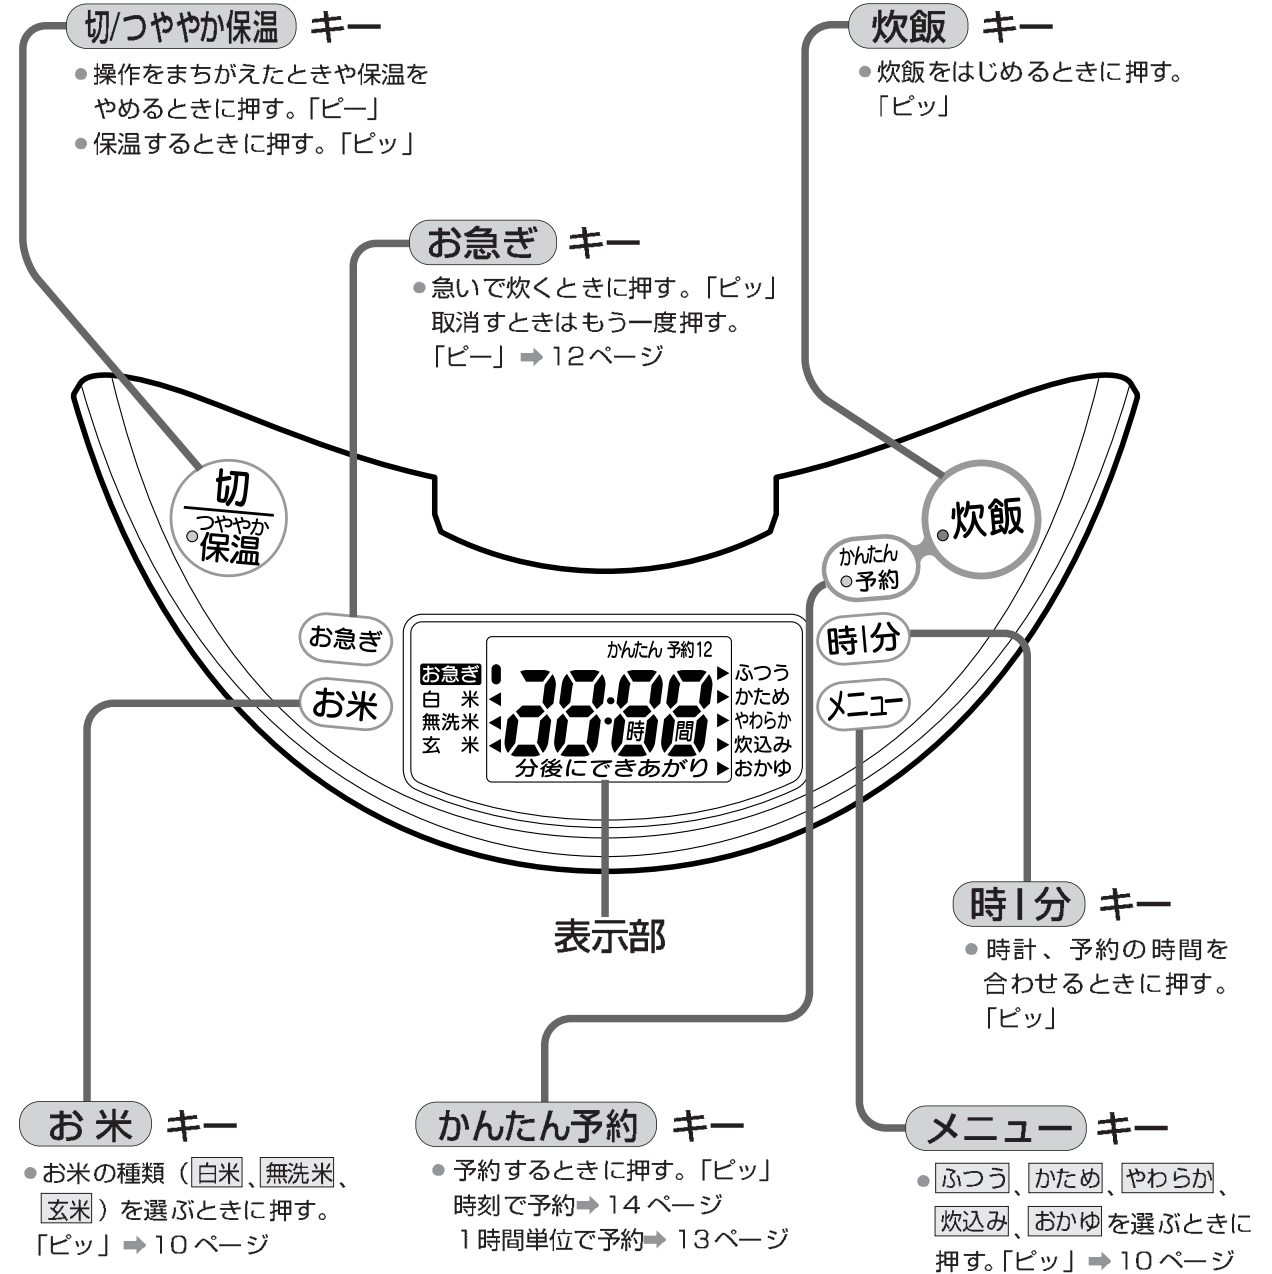 切/つややか保温 キー
●操作をまちがえたときや保温を
やめるときに押す。「ピー」
●保温するときに押す。「ピッ」
炊飯 キー
●炊飯をはじめるときに押す。
「ピッ」
お急ぎ キー
●急いで炊くときに押す。「ピッ」
取消すときはもう一度押す。
「ピー」➡12ページ
切
つややか
保温
炊飯
かんたん
予約
お急ぎ
時|分
お米
メニュー
かんたん 予約12
お急ぎ
白 米
無洗米
玄 米
38:88
時 間
分後にできあがり
ふつう
かため
やわらか
炊込み
おかゆ
表示部
時|分 キー
●時計、予約の時間を
合わせるときに押す。
「ピッ」
お米 キー
●お米の種類(白米、無洗米、
玄米)を選ぶときに押す。
「ピッ」➡10ページ
かんたん予約 キー
●予約するときに押す。「ピッ」
時刻で予約➡14ページ
1時間単位で予約➡13ページ
メニュー キー
●ふつう、かため、やわらか、
炊込み、おかゆを選ぶときに
押す。「ピッ」➡10ページ